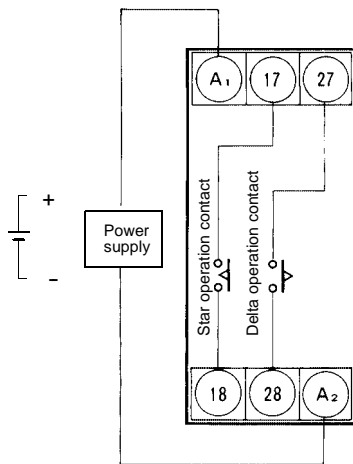 A1 17 27
+
−
Power
supply
Star operation contact
Delta operation contact
18 28 A2